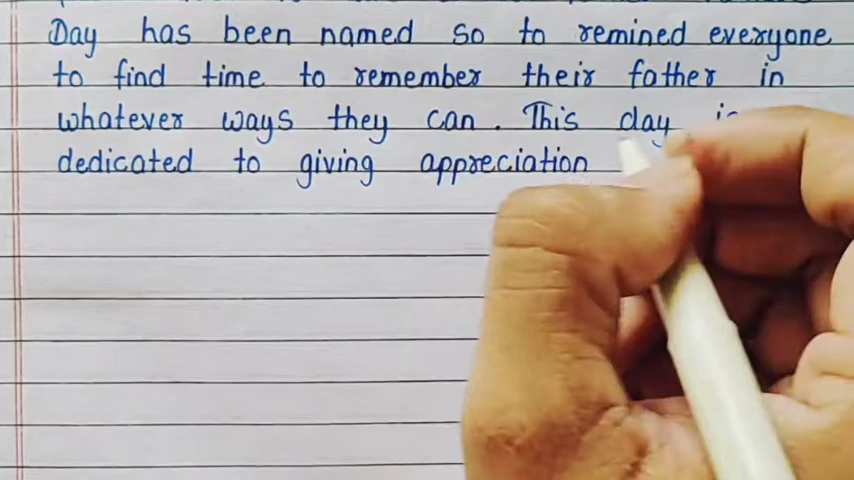 Day has been named so to remined everyone
to find time to remember their father in
whatever ways they can. This day is
dedicated to giving appreciation